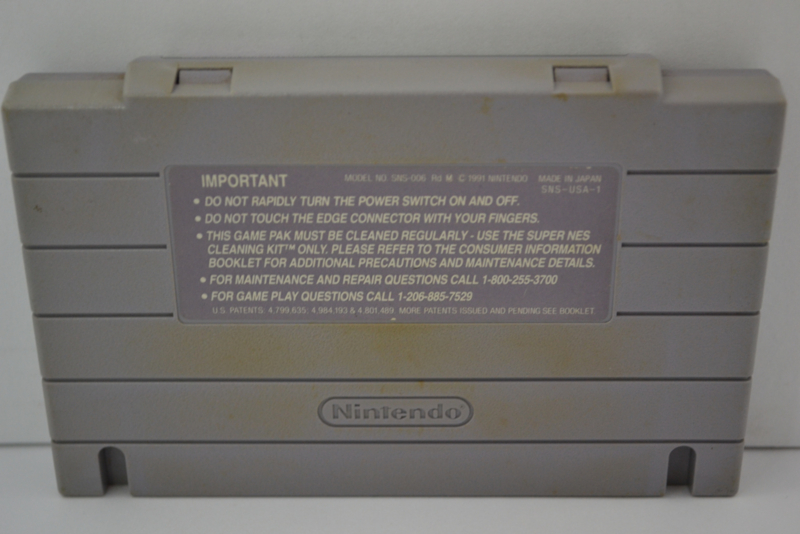 IMPORTANT MODEL NO. SNS-006 Rd M C 1991 NINTENDO MADE IN JAPAN
SNS-USA-1
• DO NOT RAPIDLY TURN THE POWER SWITCH ON AND OFF.
• DO NOT TOUCH THE EDGE CONNECTOR WITH YOUR FINGERS.
• THIS GAME PAK MUST BE CLEANED REGULARLY - USE THE SUPER NES
CLEANING KIT™ ONLY. PLEASE REFER TO THE CONSUMER INFORMATION
BOOKLET FOR ADDITIONAL PRECAUTIONS AND MAINTENANCE DETAILS.
• FOR MAINTENANCE AND REPAIR QUESTIONS CALL 1-800-255-3700
• FOR GAME PLAY QUESTIONS CALL 1-206-885-7529
U.S. PATENTS: 4,799,635; 4,984,193 & 4,801,489. MORE PATENTS ISSUED AND PENDING SEE BOOKLET.
Nintendo®